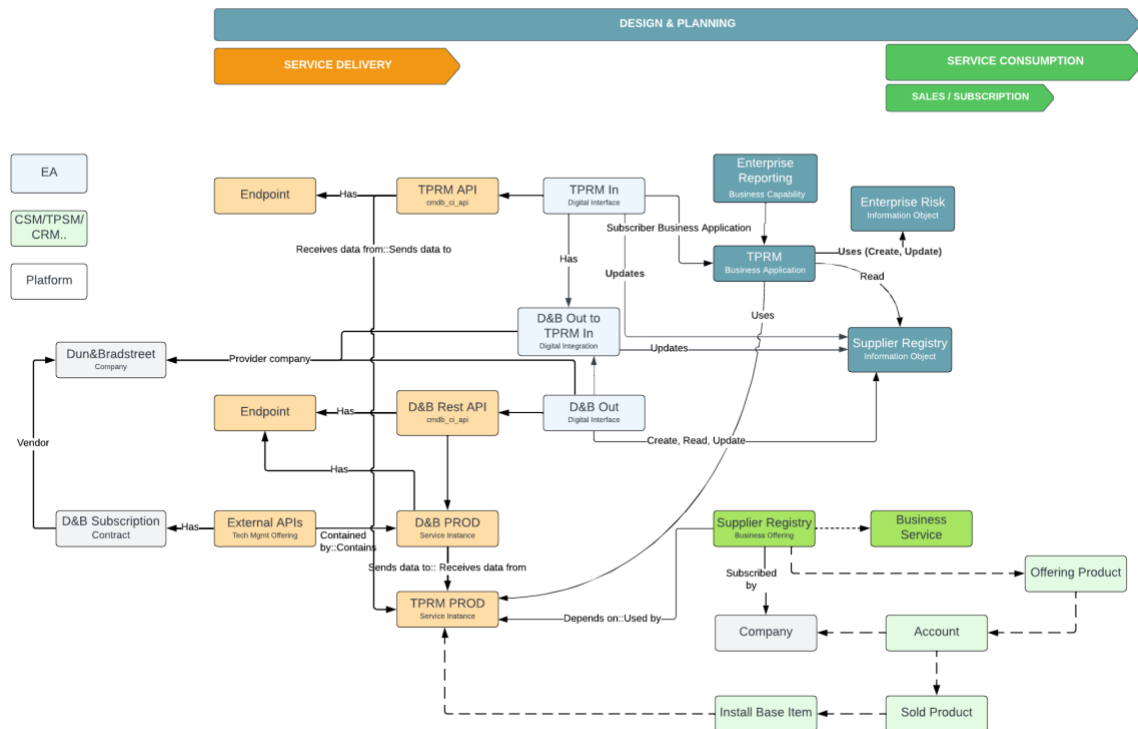 DESIGN & PLANNING
SERVICE DELIVERY
SERVICE CONSUMPTION
SALES / SUBSCRIPTION
EA
CSM/TPSM/
CRM..
Platform
Endpoint
Has
TPRM API
cmdb_ci_api
TPRM In
Digital Interface
Enterprise
Reporting
Business Capability
Enterprise Risk
Information Object
Subscriber Business Application
Receives data from::Sends data to
Has
Updates
TPRM
Business Application
Uses (Create, Update)
Read
Uses
D&B Out to
TPRM In
Digital Integration
Updates
Supplier Registry
Information Object
Dun&Bradstreet
Company
Provider company
Endpoint
Has
D&B Rest API
cmdb_ci_api
D&B Out
Digital Interface
Create, Read, Update
Vendor
Has
D&B Subscription
Contract
Has
External APIs
Tech Mgmt Offering
Contained
by::Contains
D&B PROD
Service Instance
Supplier Registry
Business Offering
Business
Service
Sends data to:: Receives data from
Subscribed
by
Offering Product
TPRM PROD
Service Instance
Depends on::Used by
Company
Account
Install Base Item
Sold Product